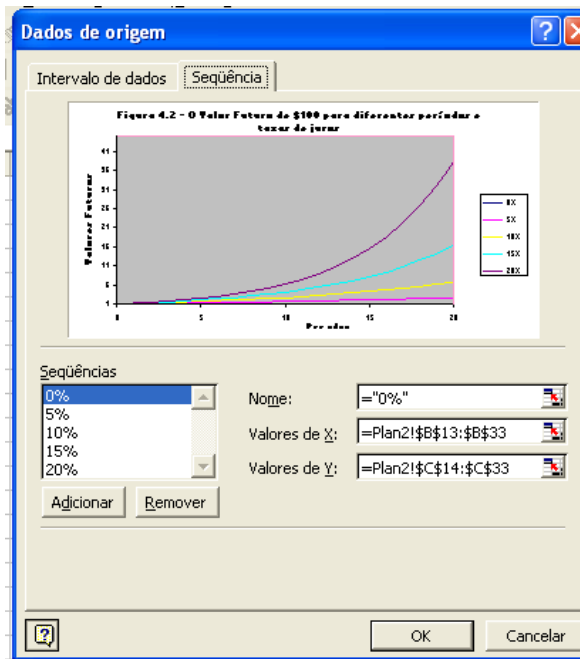 Dados de origem
Intervalo de dados
Seqüência
Figura 4.2 - O Valor Futuro de $100 para diferentes períodos e
taxas de juros
Valores Futuros
41
36
31
26
21
16
11
6
1
0
5
10
15
20
Períodos
0%
5%
10%
15%
20%
Seqüências
0%
5%
10%
15%
20%
Nome:
="0%"
Valores de X:
=Plan2!$B$13:$B$33
Valores de Y:
=Plan2!$C$14:$C$33
Adicionar
Remover
OK
Cancelar